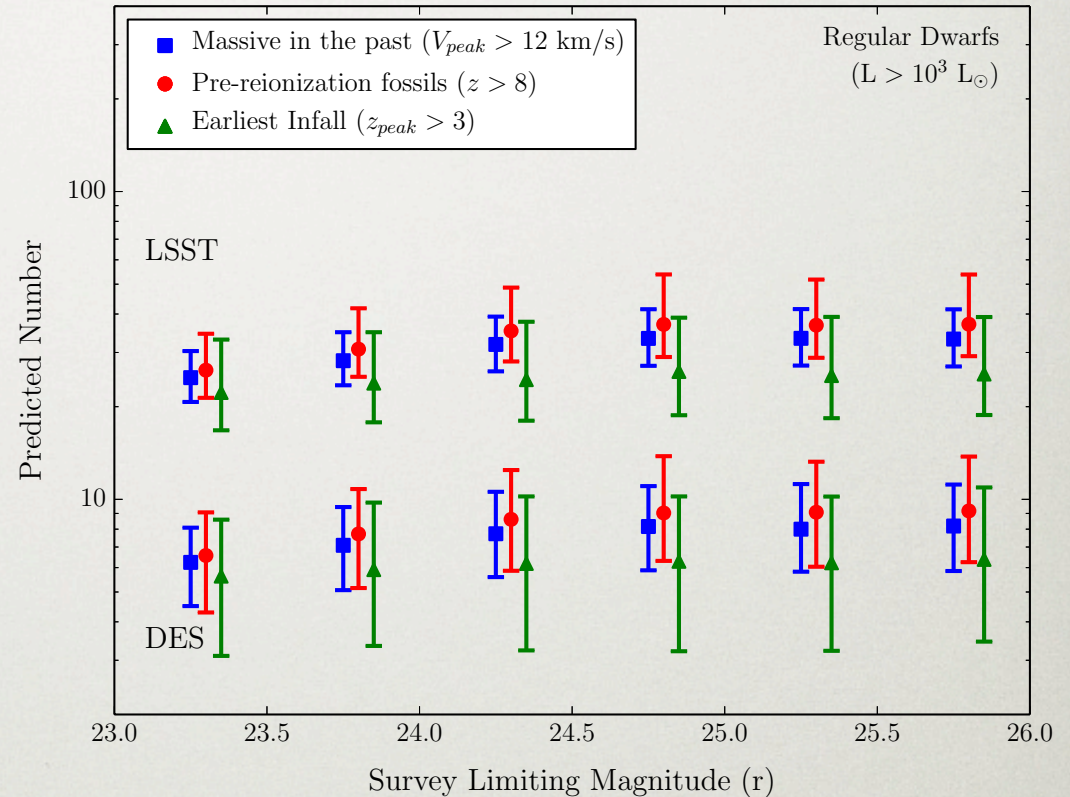 Massive in the past (V_peak > 12 km/s)
Pre-reionization fossils (z > 8)
Earliest Infall (z_peak > 3)
Regular Dwarfs
(L > 10³ L☉)
100
10
LSST
DES
Predicted Number
23.0 23.5 24.0 24.5 25.0 25.5 26.0
Survey Limiting Magnitude (r)